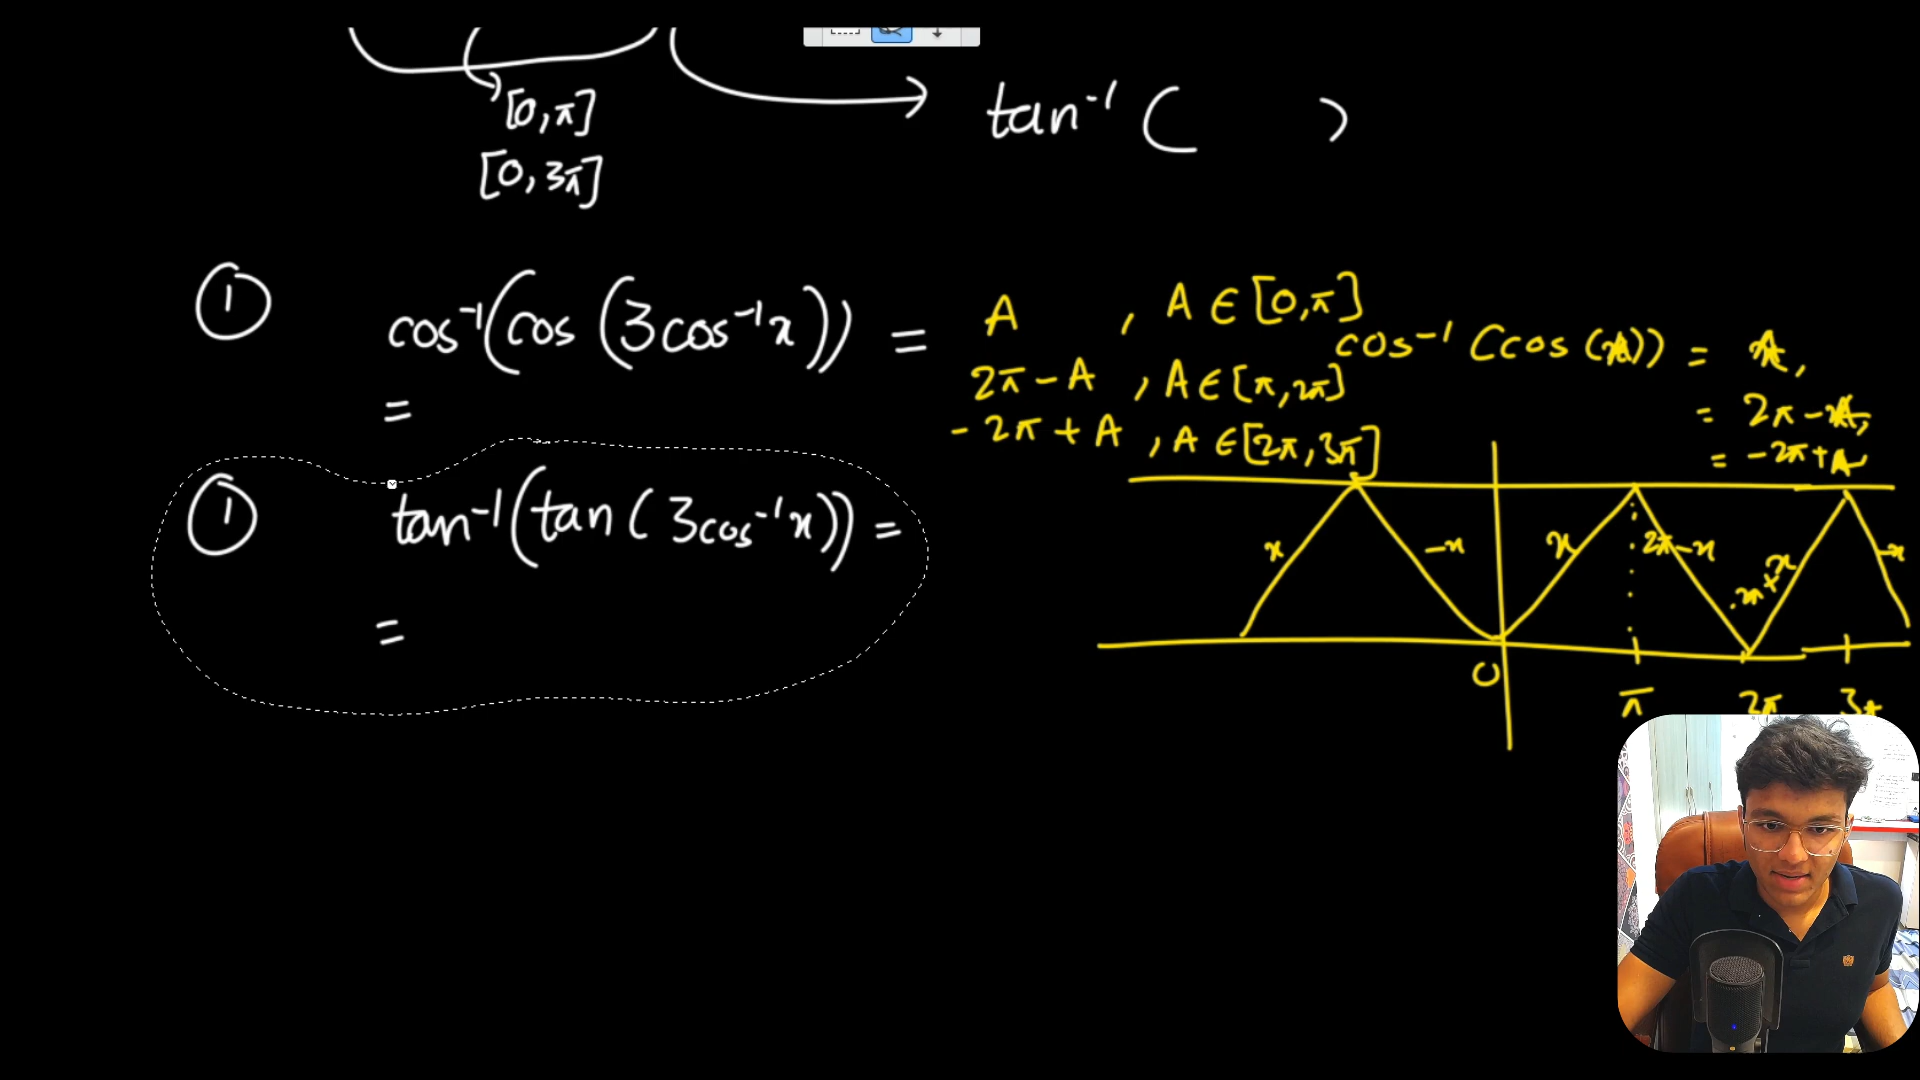 [0, π]
[0, 3π]
tan⁻¹ ( )
① cos⁻¹(cos (3cos⁻¹x)) = A , A ∈ [0, π]
2π - A , A ∈ [π, 2π]
- 2π + A , A ∈ [2π, 3π]
=
cos⁻¹ (cos (A)) = A,
= 2π - A,
= -2π + A
① tan⁻¹(tan ( 3cos⁻¹x)) =
=
x
-x
x
2π - x
-2π + x
-x
0
π
2π
3π